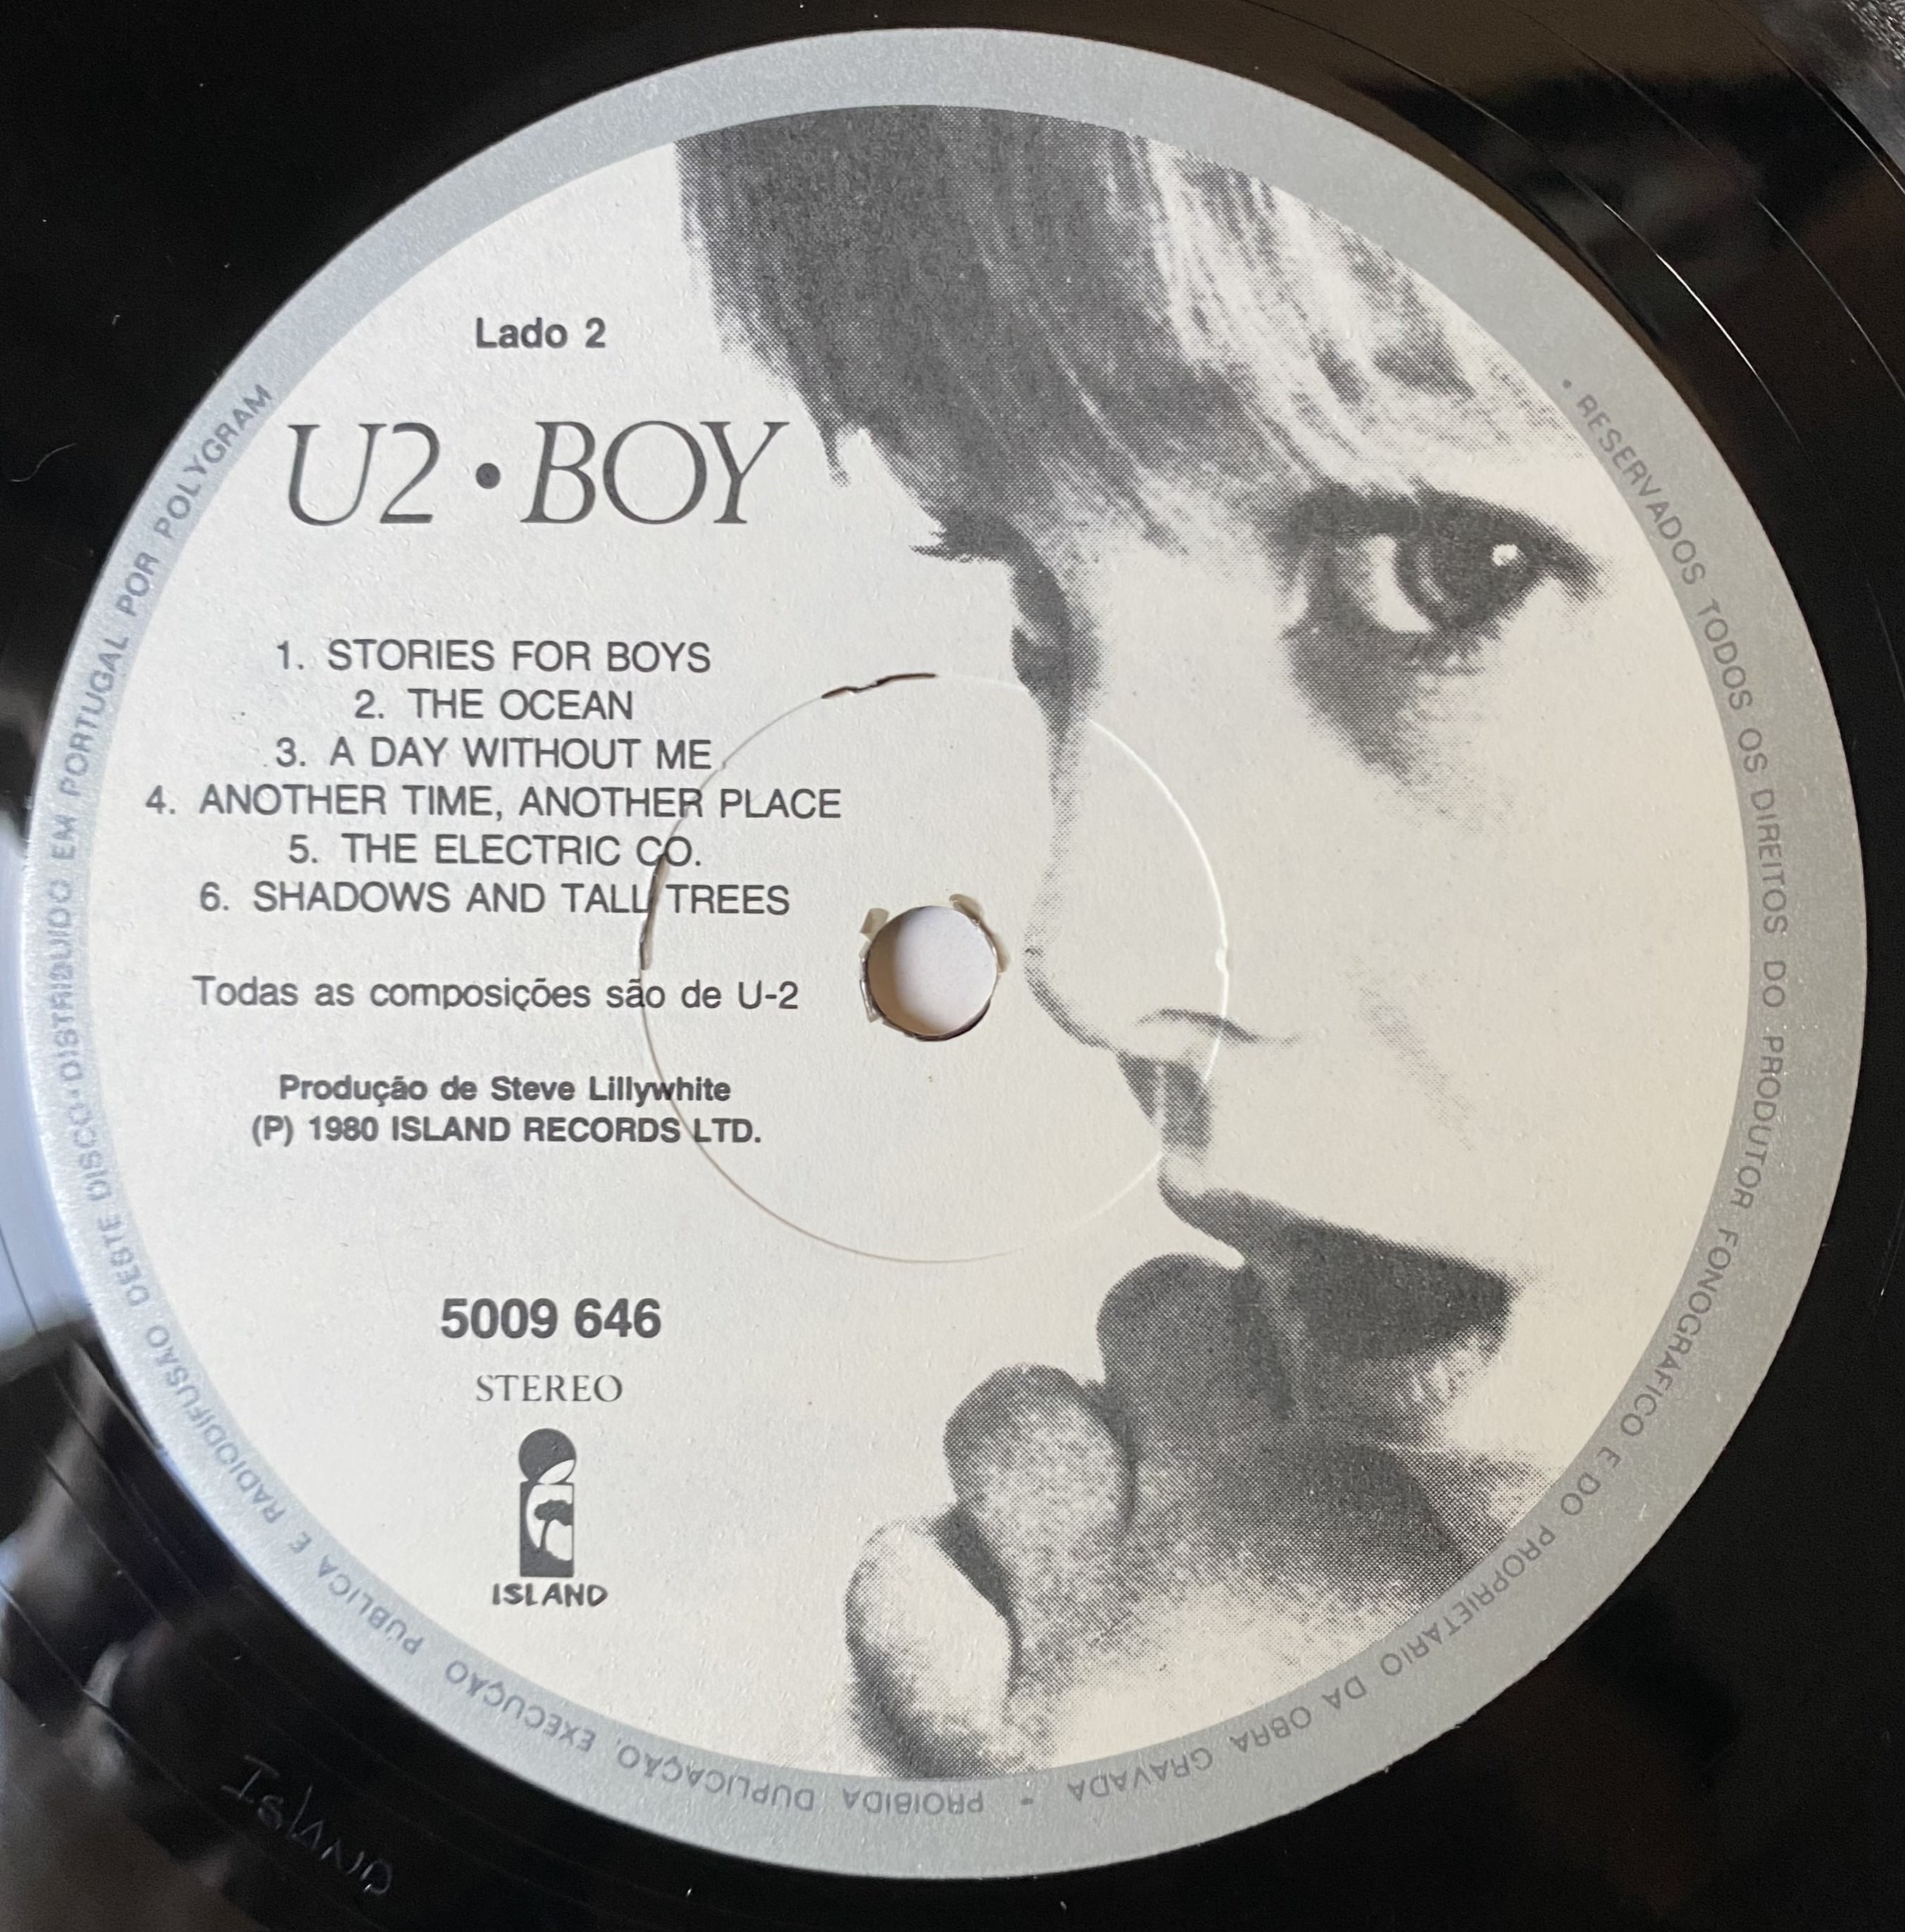 Lado 2
U2 • BOY
1. STORIES FOR BOYS
2. THE OCEAN
3. A DAY WITHOUT ME
4. ANOTHER TIME, ANOTHER PLACE
5. THE ELECTRIC CO.
6. SHADOWS AND TALL TREES
Todas as composições são de U-2
Produção de Steve Lillywhite
(P) 1980 ISLAND RECORDS LTD.
5009 646
STEREO
ISLAND
• RESERVADOS TODOS OS DIREITOS DO PRODUTOR FONOGRAFICO E DO PROPRIETARIO DA OBRA GRAVADA - PROIBIDA DUPLICAÇÃO, EXECUÇÃO PUBLICA E RADIODIFUSÃO DESTE DISCO • DISTRIBUIDO EM PORTUGAL POR POLYGRAM
IsLAND